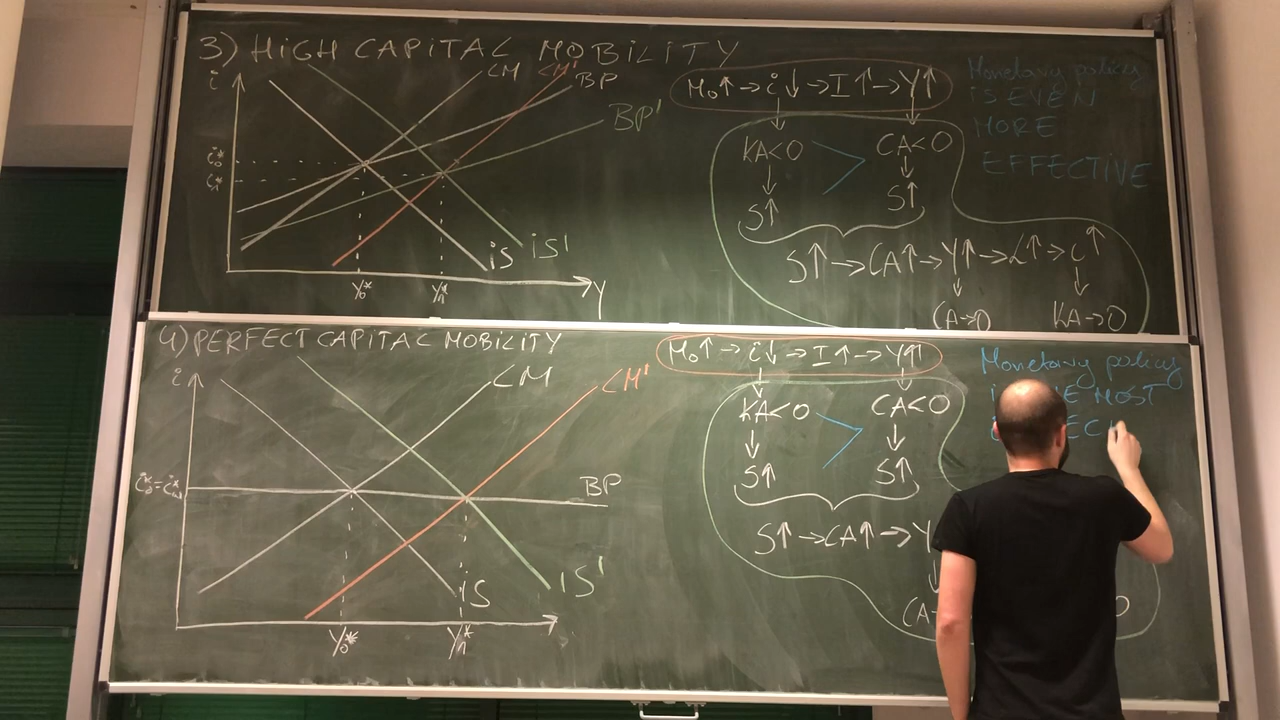 3) HIGH CAPITAL MOBILITY
i
LM
LM'
BP
BP'
i₀*
i₁*
IS
IS'
Y₀*
Y₁*
Y
M₀↑→i↓→I↑→Y↑
KA<0 > CA<0
S↑
S↑
S↑→CA↑→Y↑→L↑→i↑
CA→0
KA→0
Monetary policy
IS EVEN
MORE
EFFECTIVE
4) PERFECT CAPITAL MOBILITY
i
LM
LM'
i₀*=i₁*
BP
IS
IS'
Y₀*
Y₁*
M₀↑→i↓→I↑→Y↑
KA<0 > CA<0
S↑
S↑
S↑→CA↑→Y
(A
0
Monetary policy
MOST